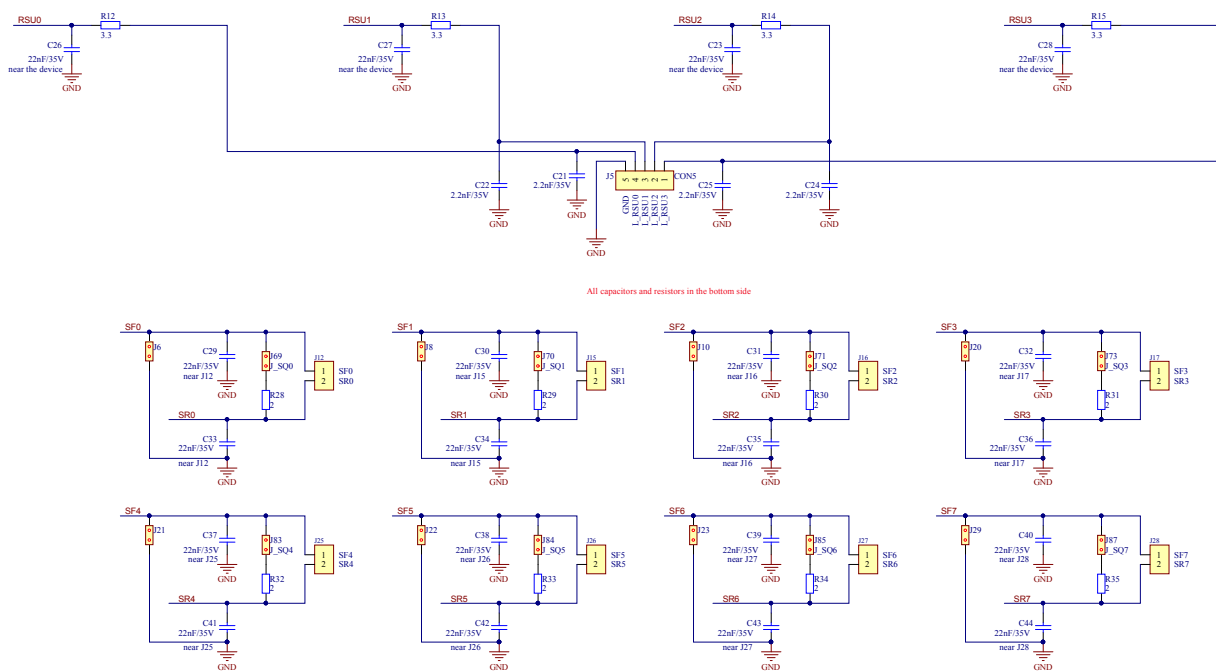 RSU0
R12
3.3
C26
22nF/35V
near the device
GND
RSU1
R13
3.3
C27
22nF/35V
near the device
GND
RSU2
R14
3.3
C23
22nF/35V
near the device
GND
RSU3
R15
3.3
C28
22nF/35V
near the device
GND
C22
2.2nF/35V
GND
C21
2.2nF/35V
GND
J5
CON5
5 4 3 2 1
GND
L_RSU0
L_RSU1
L_RSU2
L_RSU3
GND
C25
2.2nF/35V
GND
C24
2.2nF/35V
GND
All capacitors and resistors in the bottom side
SF0
J6
C29
22nF/35V
near J12
GND
J69
J_SQ0
R28
2
J12
1 SF0
2 SR0
SR0
C33
22nF/35V
near J12
GND
SF1
J8
C30
22nF/35V
near J15
GND
J70
J_SQ1
R29
2
J15
1 SF1
2 SR1
SR1
C34
22nF/35V
near J15
GND
SF2
J10
C31
22nF/35V
near J16
GND
J71
J_SQ2
R30
2
J16
1 SF2
2 SR2
SR2
C35
22nF/35V
near J16
GND
SF3
J20
C32
22nF/35V
near J17
GND
J73
J_SQ3
R31
2
J17
1 SF3
2 SR3
SR3
C36
22nF/35V
near J17
GND
SF4
J21
C37
22nF/35V
near J25
GND
J83
J_SQ4
R32
2
J25
1 SF4
2 SR4
SR4
C41
22nF/35V
near J25
GND
SF5
J22
C38
22nF/35V
near J26
GND
J84
J_SQ5
R33
2
J26
1 SF5
2 SR5
SR5
C42
22nF/35V
near J26
GND
SF6
J23
C39
22nF/35V
near J27
GND
J85
J_SQ6
R34
2
J27
1 SF6
2 SR6
SR6
C43
22nF/35V
near J27
GND
SF7
J29
C40
22nF/35V
near J28
GND
J87
J_SQ7
R35
2
J28
1 SF7
2 SR7
SR7
C44
22nF/35V
near J28
GND